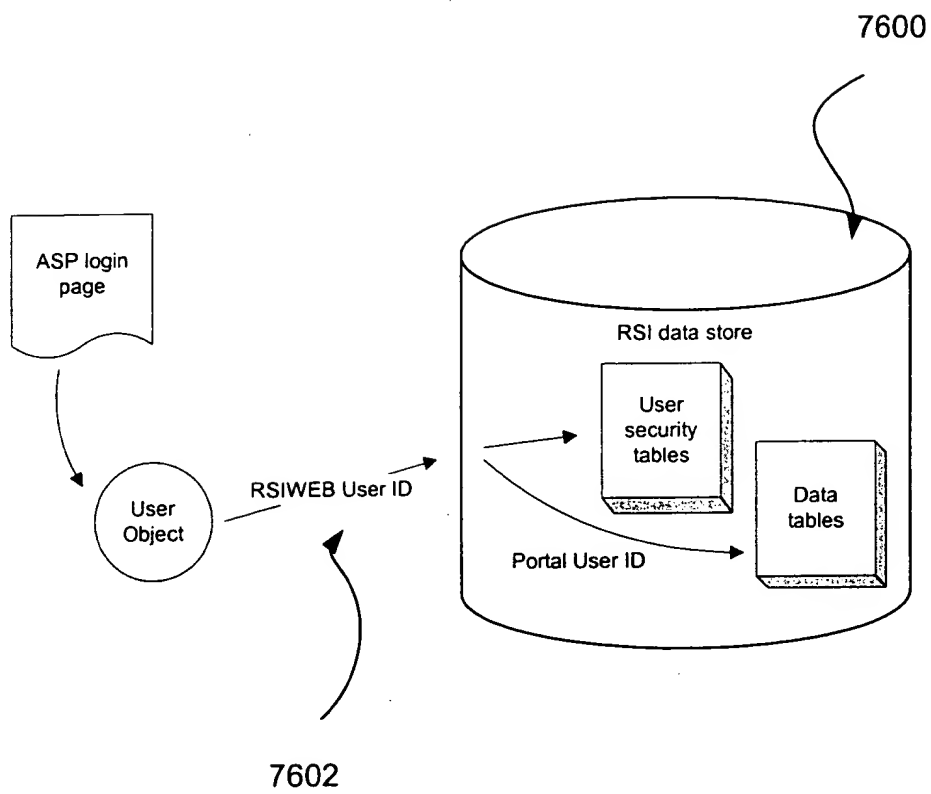 7600
ASP login
page
RSI data store
User
security
tables
Data
tables
RSIWEB User ID
User
Object
Portal User ID
7602